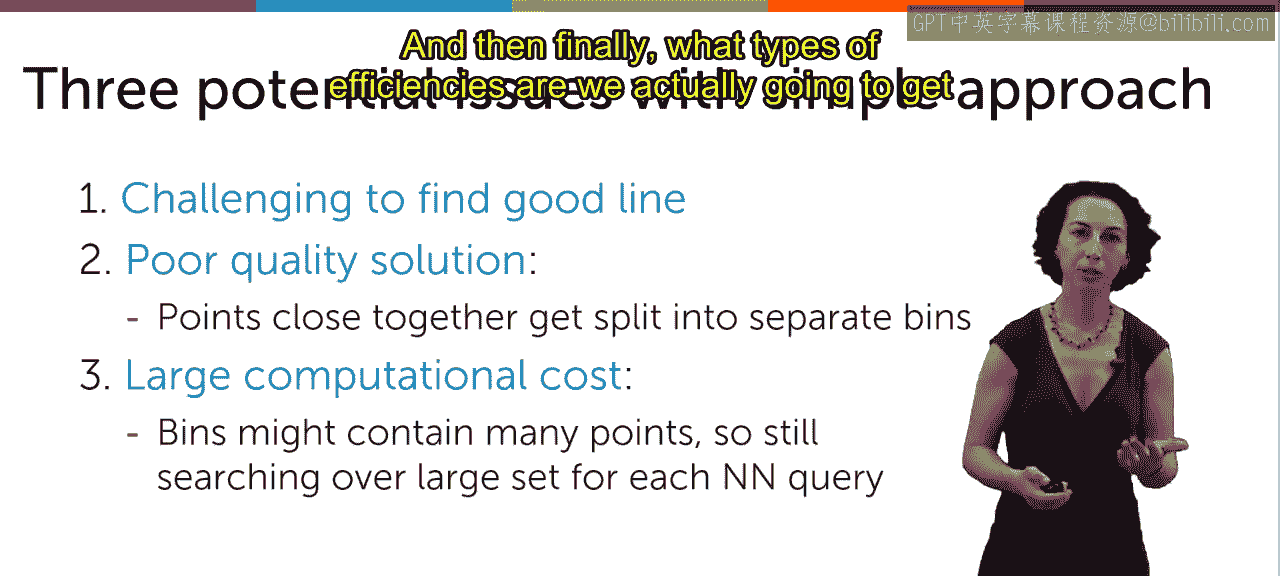 GPT中英字幕课程资源@bilibili.com
And then finally, what types of
efficiencies are we actually going to get
Three potential issues with simple approach
1. Challenging to find good line
2. Poor quality solution:
- Points close together get split into separate bins
3. Large computational cost:
- Bins might contain many points, so still
searching over large set for each NN query